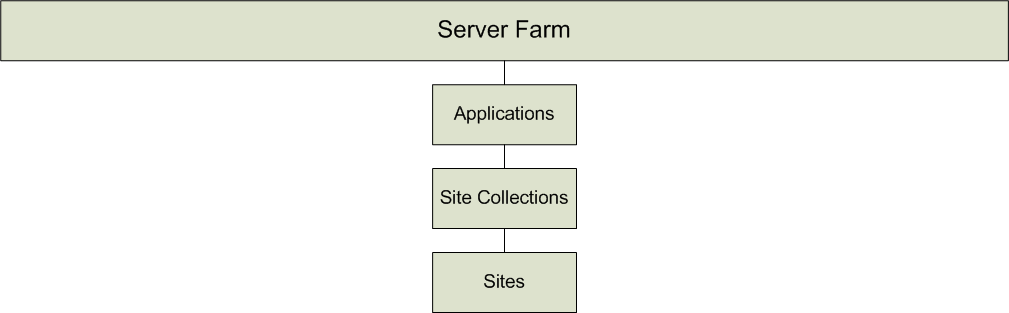 Server Farm
Applications
Site Collections
Sites